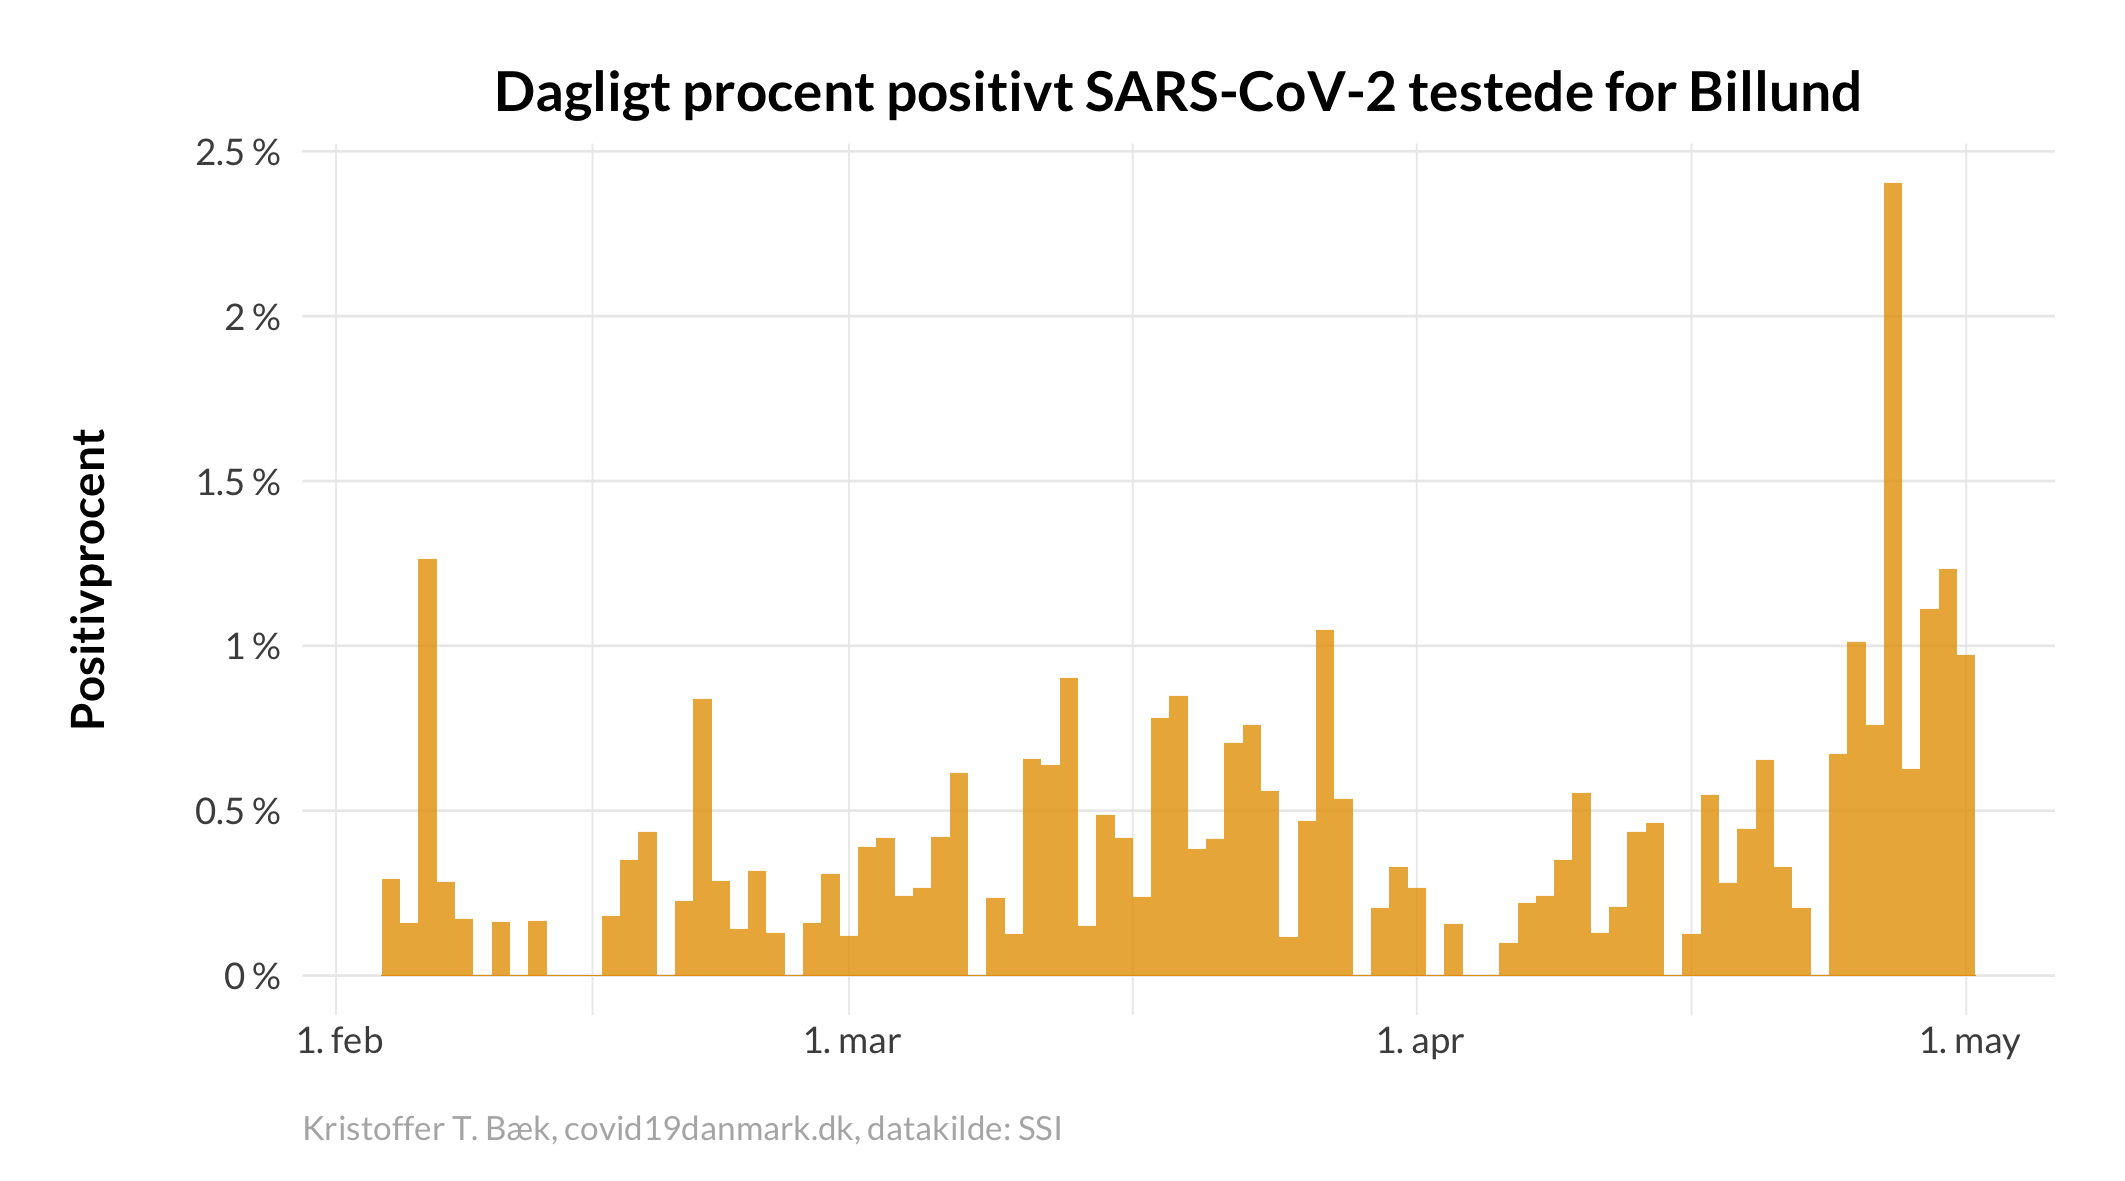 Dagligt procent positivt SARS-CoV-2 testede for Billund
Positivprocent
2.5 %
2 %
1.5 %
1 %
0.5 %
0 %
1. feb
1. mar
1. apr
1. may
Kristoffer T. Bæk, covid19danmark.dk, datakilde: SSI